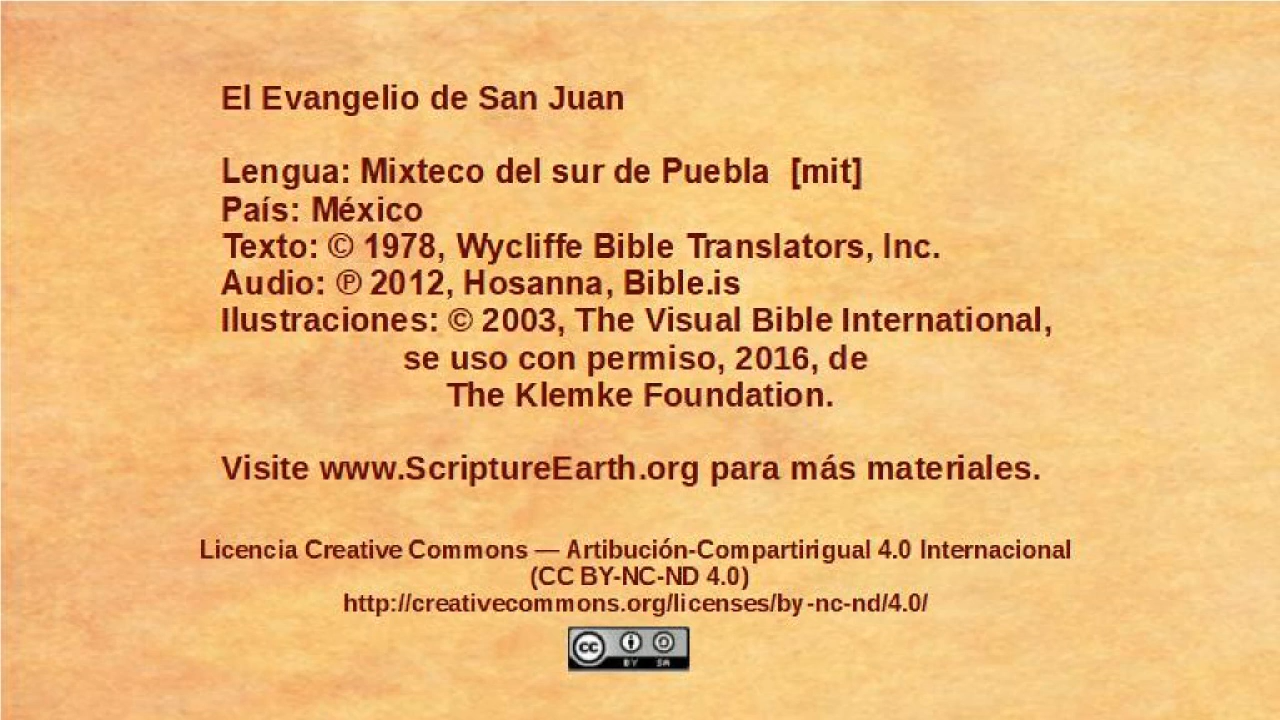 El Evangelio de San Juan
Lengua: Mixteco del sur de Puebla [mit]
País: México
Texto: © 1978, Wycliffe Bible Translators, Inc.
Audio: ℗ 2012, Hosanna, Bible.is
Ilustraciones: © 2003, The Visual Bible International,
se uso con permiso, 2016, de
The Klemke Foundation.
Visite www.ScriptureEarth.org para más materiales.
Licencia Creative Commons — Artibución-Compartirigual 4.0 Internacional
(CC BY-NC-ND 4.0)
http://creativecommons.org/licenses/by-nc-nd/4.0/
cc BY SA